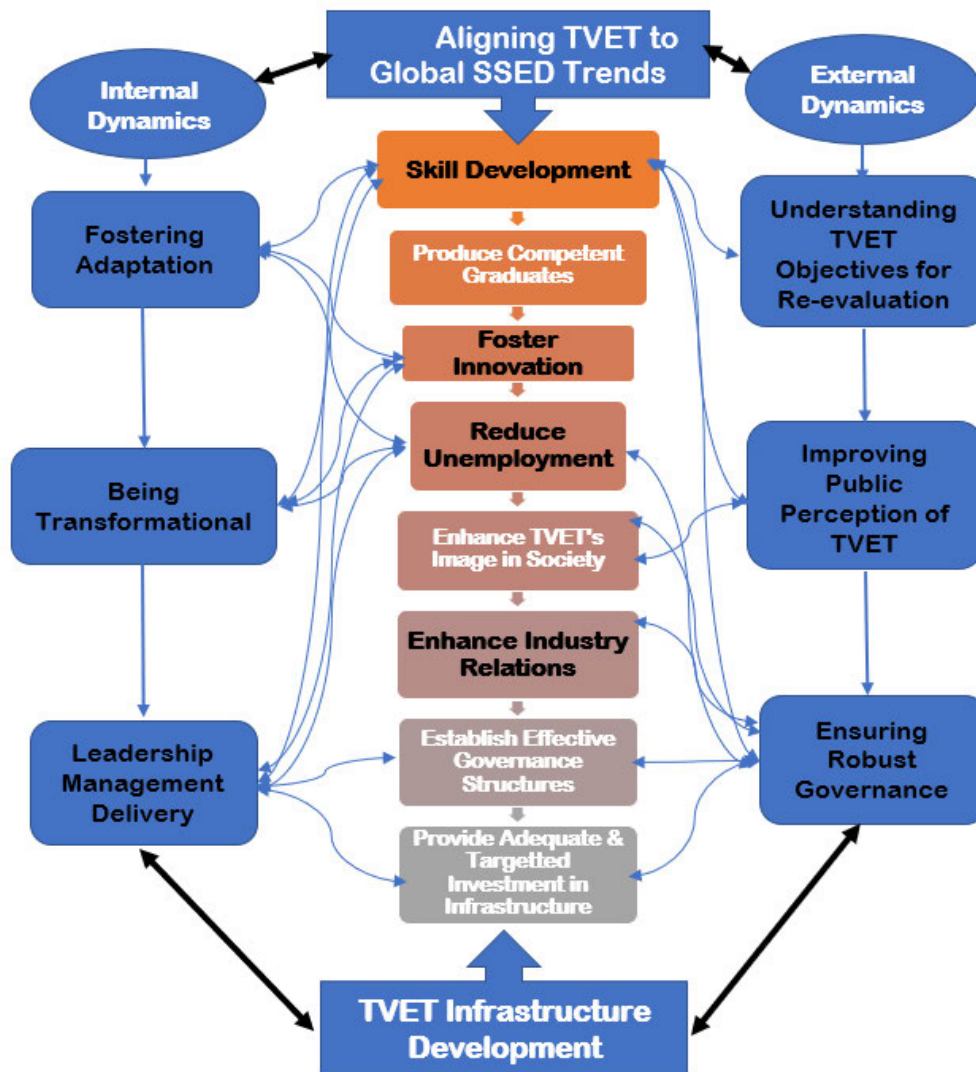 Aligning TVET to
Global SSED Trends
Internal
Dynamics
External
Dynamics
Skill Development
Fostering
Adaptation
Understanding
TVET
Objectives for
Re-evaluation
Produce Competent
Graduates
Foster
Innovation
Reduce
Unemployment
Being
Transformational
Improving
Public
Perception of
TVET
Enhance TVET's
Image in Society
Enhance Industry
Relations
Leadership
Management
Delivery
Establish Effective
Governance
Structures
Ensuring
Robust
Governance
Provide Adequate &
Targetted
Investment in
Infrastructure
TVET Infrastructure
Development